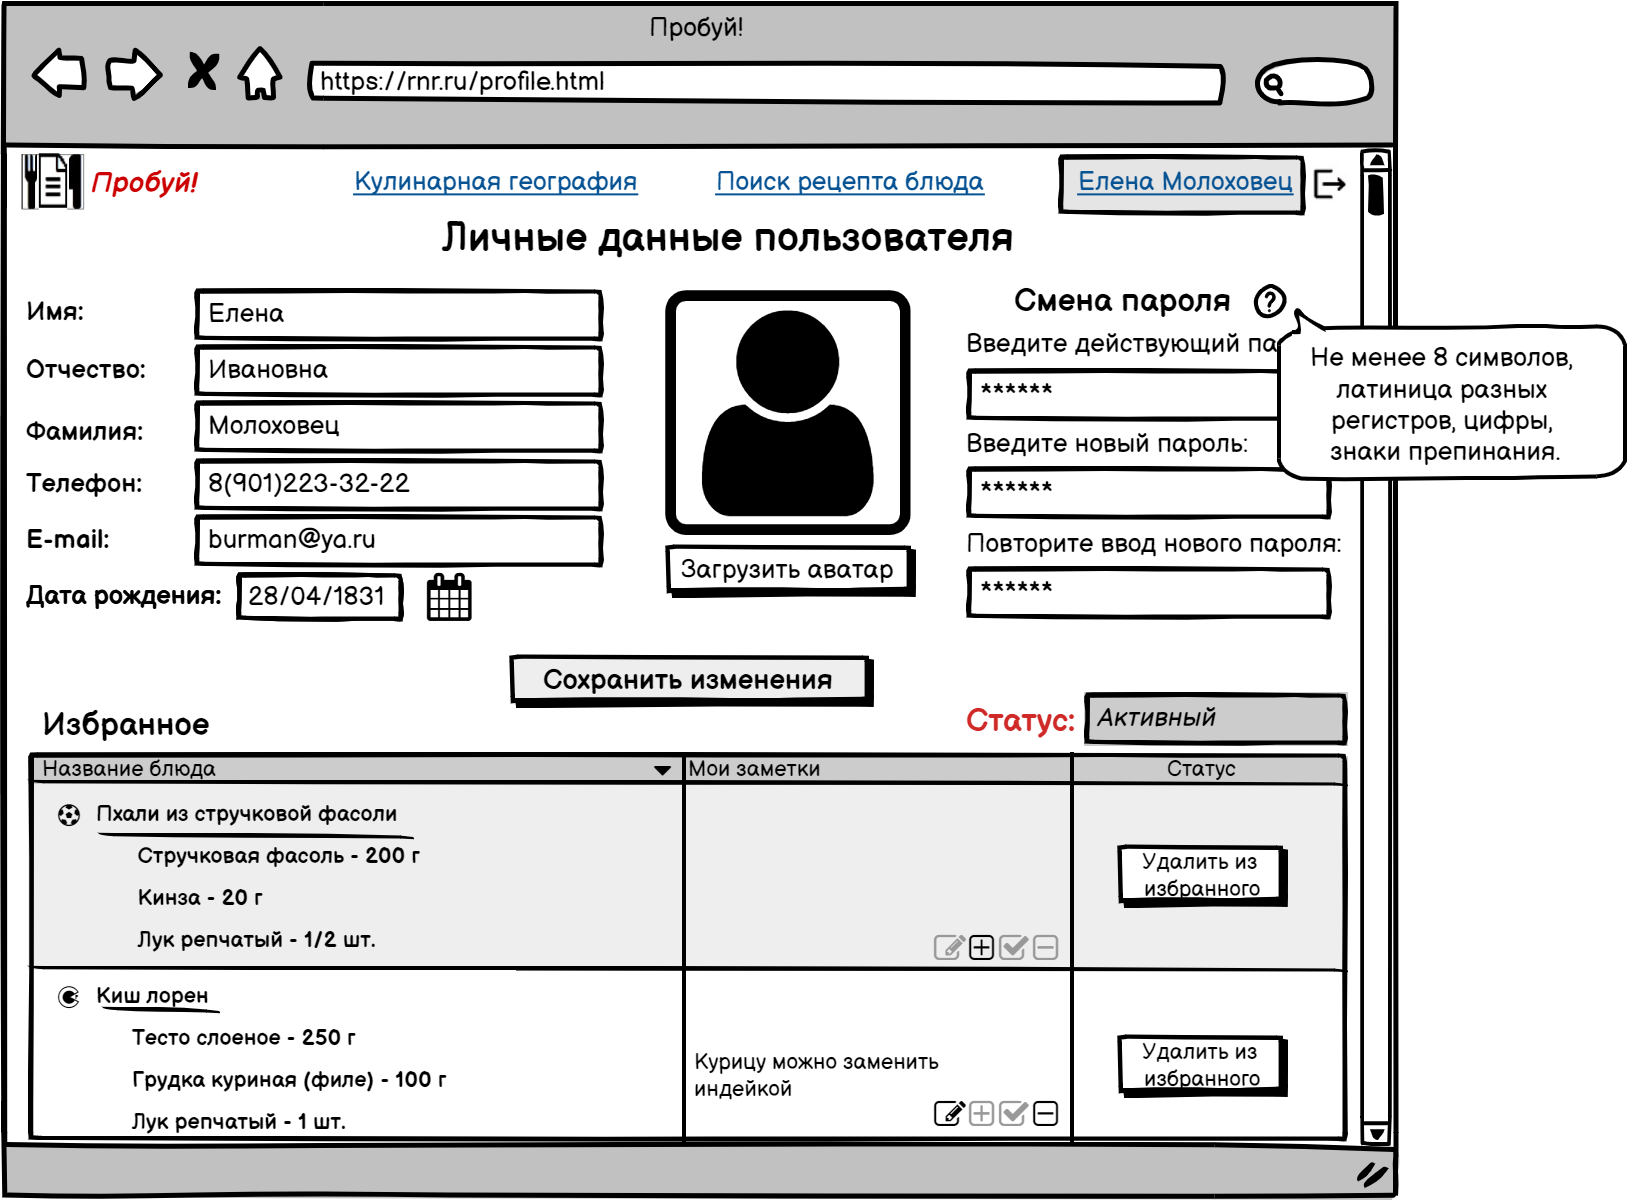 Пробуй!
https://rnr.ru/profile.html
Пробуй!
Кулинарная география
Поиск рецепта блюда
Елена Молоховец
Личные данные пользователя
Имя:
Елена
Отчество:
Ивановна
Фамилия:
Молоховец
Телефон:
8(901)223-32-22
E-mail:
burman@ya.ru
Дата рождения:
28/04/1831
Загрузить аватар
Смена пароля
?
Введите действующий па
******
Введите новый пароль:
******
Повторите ввод нового пароля:
******
Не менее 8 символов,
латиница разных
регистров, цифры,
знаки препинания.
Сохранить изменения
Избранное
Статус:
Активный
Название блюда
Мои заметки
Статус
Пхали из стручковой фасоли
Стручковая фасоль - 200 г
Кинза - 20 г
Лук репчатый - 1/2 шт.
Удалить из
избранного
Киш лорен
Тесто слоеное - 250 г
Грудка куриная (филе) - 100 г
Лук репчатый - 1 шт.
Курицу можно заменить
индейкой
Удалить из
избранного